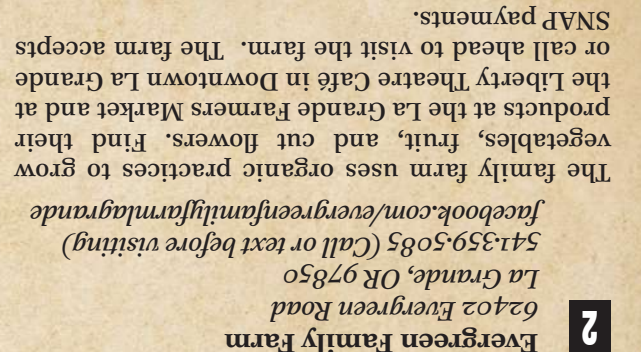 2
Evergreen Family Farm
62402 Evergreen Road
La Grande, OR 97850
541.359.5085 (Call or text before visiting)
facebook.com/evergreenfamilyfarmlagrande
The family farm uses organic practices to grow
vegetables, fruit, and cut flowers. Find their
products at the La Grande Farmers Market and at
the Liberty Theatre Café in Downtown La Grande
or call ahead to visit the farm. The farm accepts
SNAP payments.